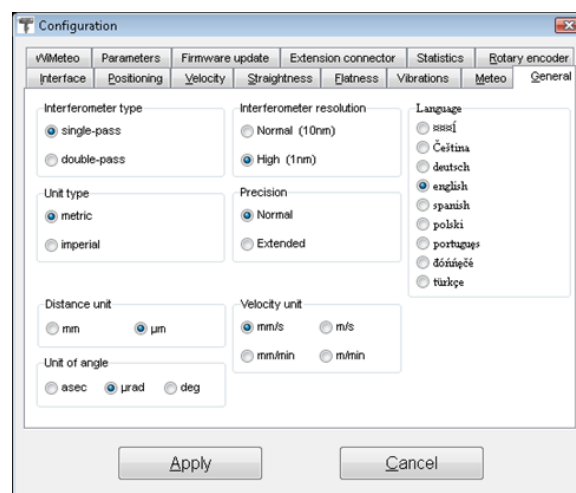 Configuration
WiMeteo Parameters Firmware update Extension connector Statistics Rotary encoder
Interface Positioning Velocity Straightness Flatness Vibrations Meteo General
Interferometer type
single-pass
double-pass
Interferometer resolution
Normal (10nm)
High (1nm)
Language
¤¤¤Í
Čeština
deutsch
english
spanish
polski
portuguęs
đóńńęčé
türkçe
Unit type
metric
imperial
Precision
Normal
Extended
Distance unit
mm µm
Velocity unit
mm/s m/s
mm/min m/min
Unit of angle
asec µrad deg
Apply Cancel